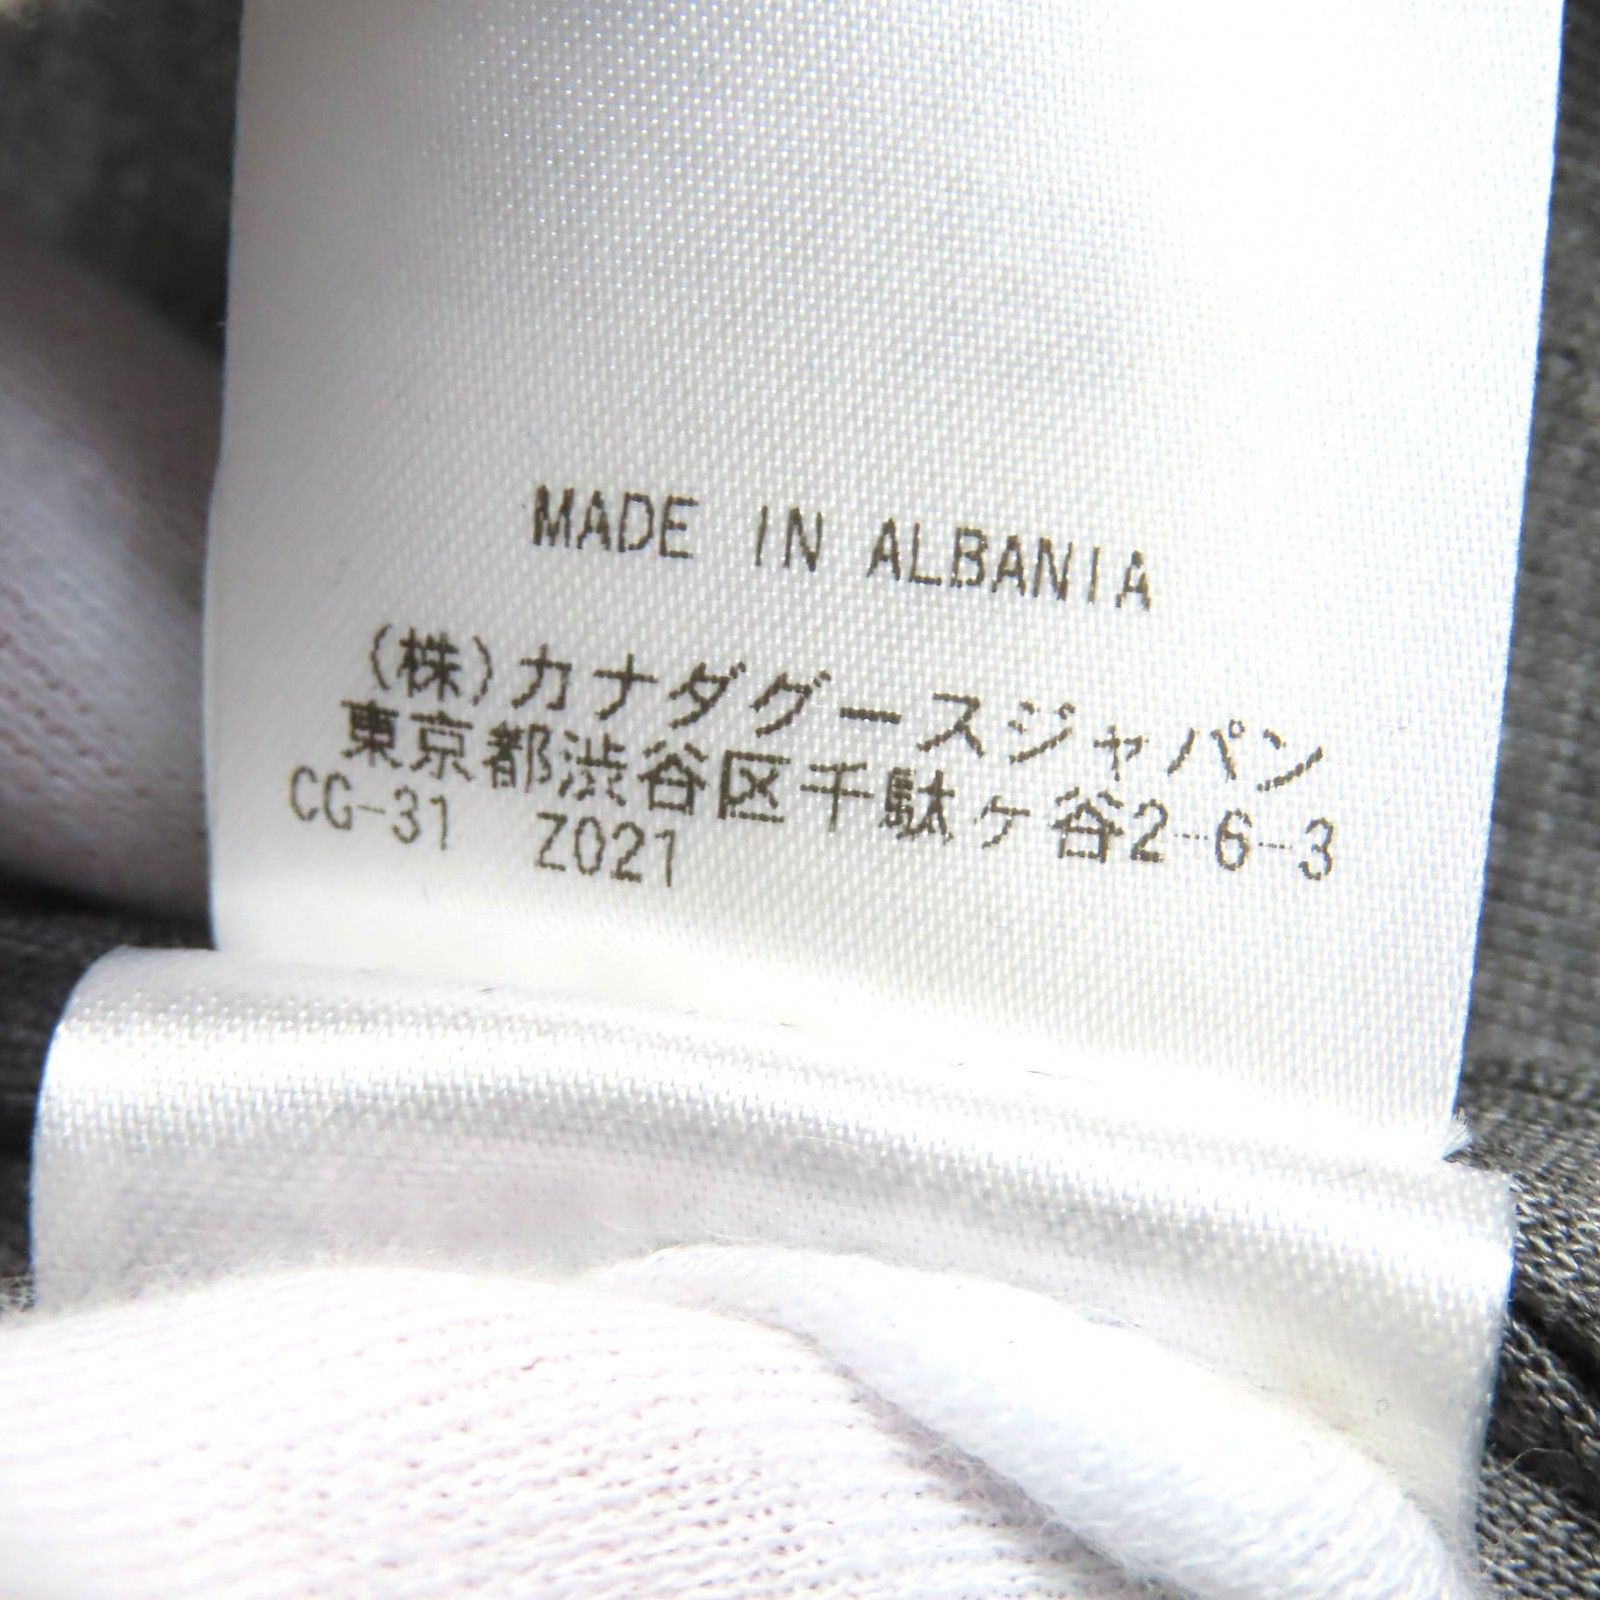 MADE IN ALBANIA
(株)カナダグースジャパン
東京都渋谷区千駄ヶ谷2-6-3
CG-31 Z021